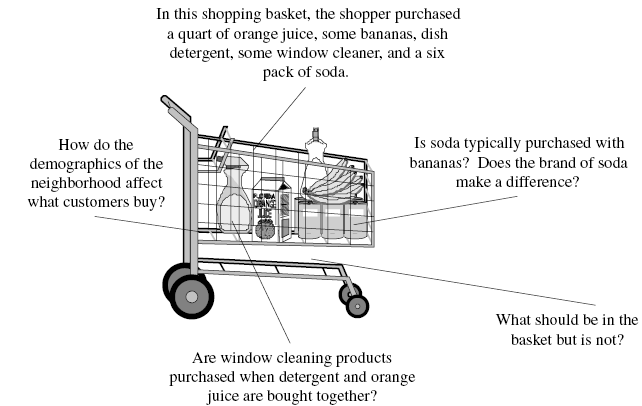 In this shopping basket, the shopper purchased
a quart of orange juice, some bananas, dish
detergent, some window cleaner, and a six
pack of soda.
How do the
demographics of the
neighborhood affect
what customers buy?
Is soda typically purchased with
bananas?  Does the brand of soda
make a difference?
FLORIDA
ORANGE
JUICE
What should be in the
basket but is not?
Are window cleaning products
purchased when detergent and orange
juice are bought together?